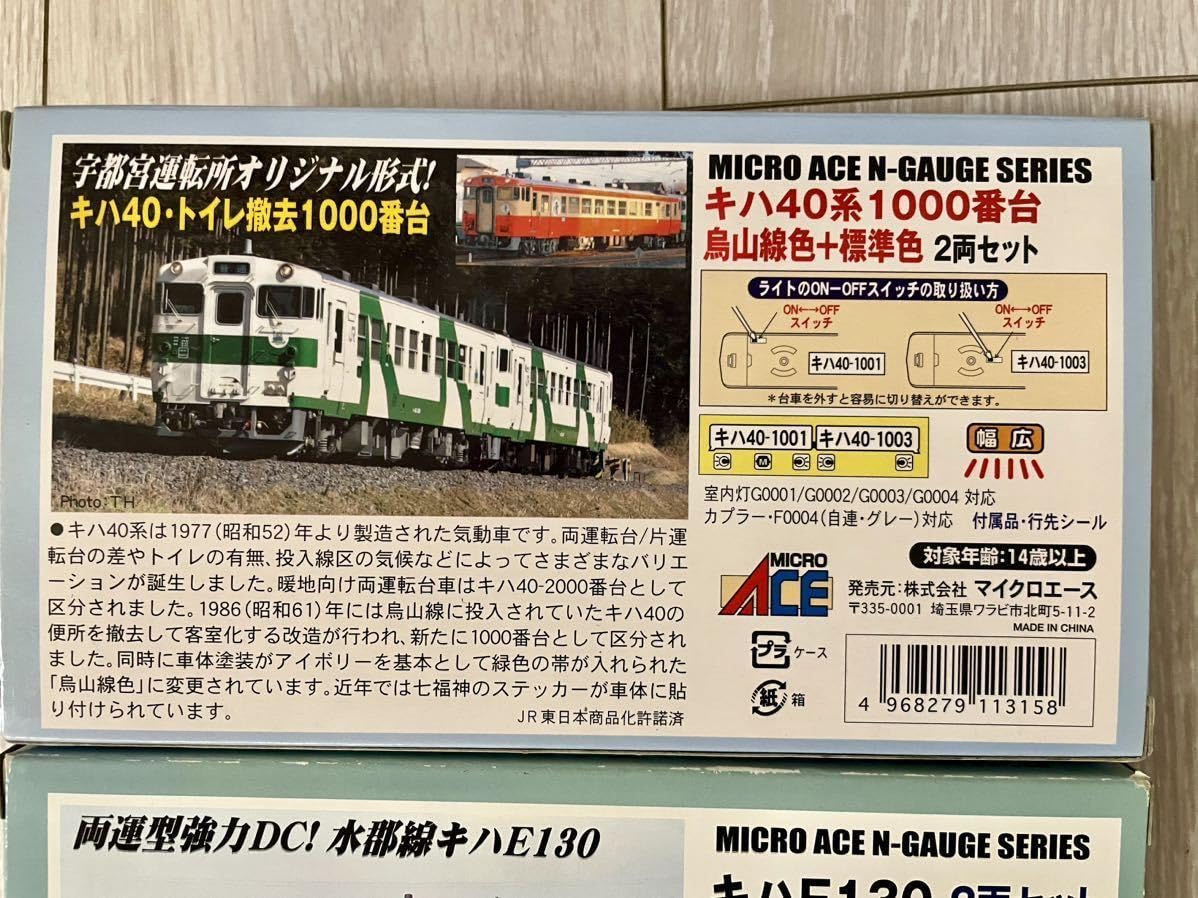 宇都宮運転所オリジナル形式!
キハ40・トイレ撤去1000番台
Photo:TH
●キハ40系は1977(昭和52)年より製造された気動車です。両運転台/片運
転台の差やトイレの有無、投入線区の気候などによってさまざまなバリエ
ーションが誕生しました。暖地向け両運転台車はキハ40-2000番台として
区分されました。1986(昭和61)年には烏山線に投入されていたキハ40の
便所を撤去して客室化する改造が行われ、新たに1000番台として区分され
ました。同時に車体塗装がアイボリーを基本として緑色の帯が入れられた
「烏山線色」に変更されています。近年では七福神のステッカーが車体に貼
り付けられています。
JR東日本商品化許諾済
MICRO ACE N-GAUGE SERIES
キハ40系1000番台
烏山線色+標準色 2両セット
ライトのON-OFFスイッチの取り扱い方
ON←→OFF
スイッチ
キハ40-1001
ON←→OFF
スイッチ
キハ40-1003
*台車を外すと容易に切り替えができます。
キハ40-1001 キハ40-1003
M
幅広
室内灯G0001/G0002/G0003/G0004 対応
カプラー・F0004(自連・グレー)対応 付属品・行先シール
MICRO
ACE
対象年齢:14歳以上
発売元:株式会社 マイクロエース
〒335-0001 埼玉県ワラビ市北町5-11-2
MADE IN CHINA
プラ ケース
紙 箱
4 968279 113158
両運型強力DC! 水郡線キハE130
MICRO ACE N-GAUGE SERIES
キハE130 2両セット